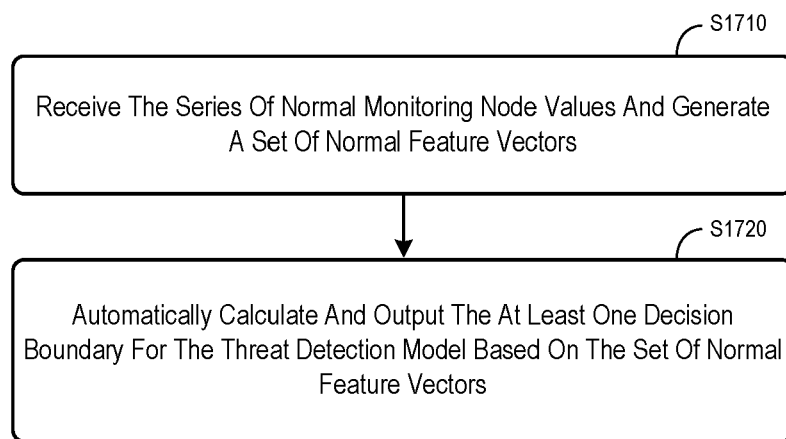 S1710
Receive The Series Of Normal Monitoring Node Values And Generate
A Set Of Normal Feature Vectors
S1720
Automatically Calculate And Output The At Least One Decision
Boundary For The Threat Detection Model Based On The Set Of Normal
Feature Vectors